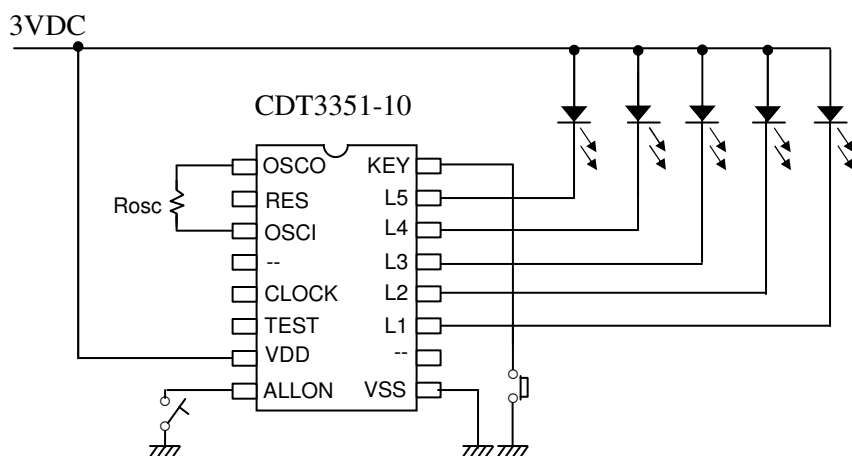 3VDC
CDT3351-10
OSCO KEY
RES L5
Rosc
OSCI L4
-- L3
CLOCK L2
TEST L1
VDD --
ALLON VSS